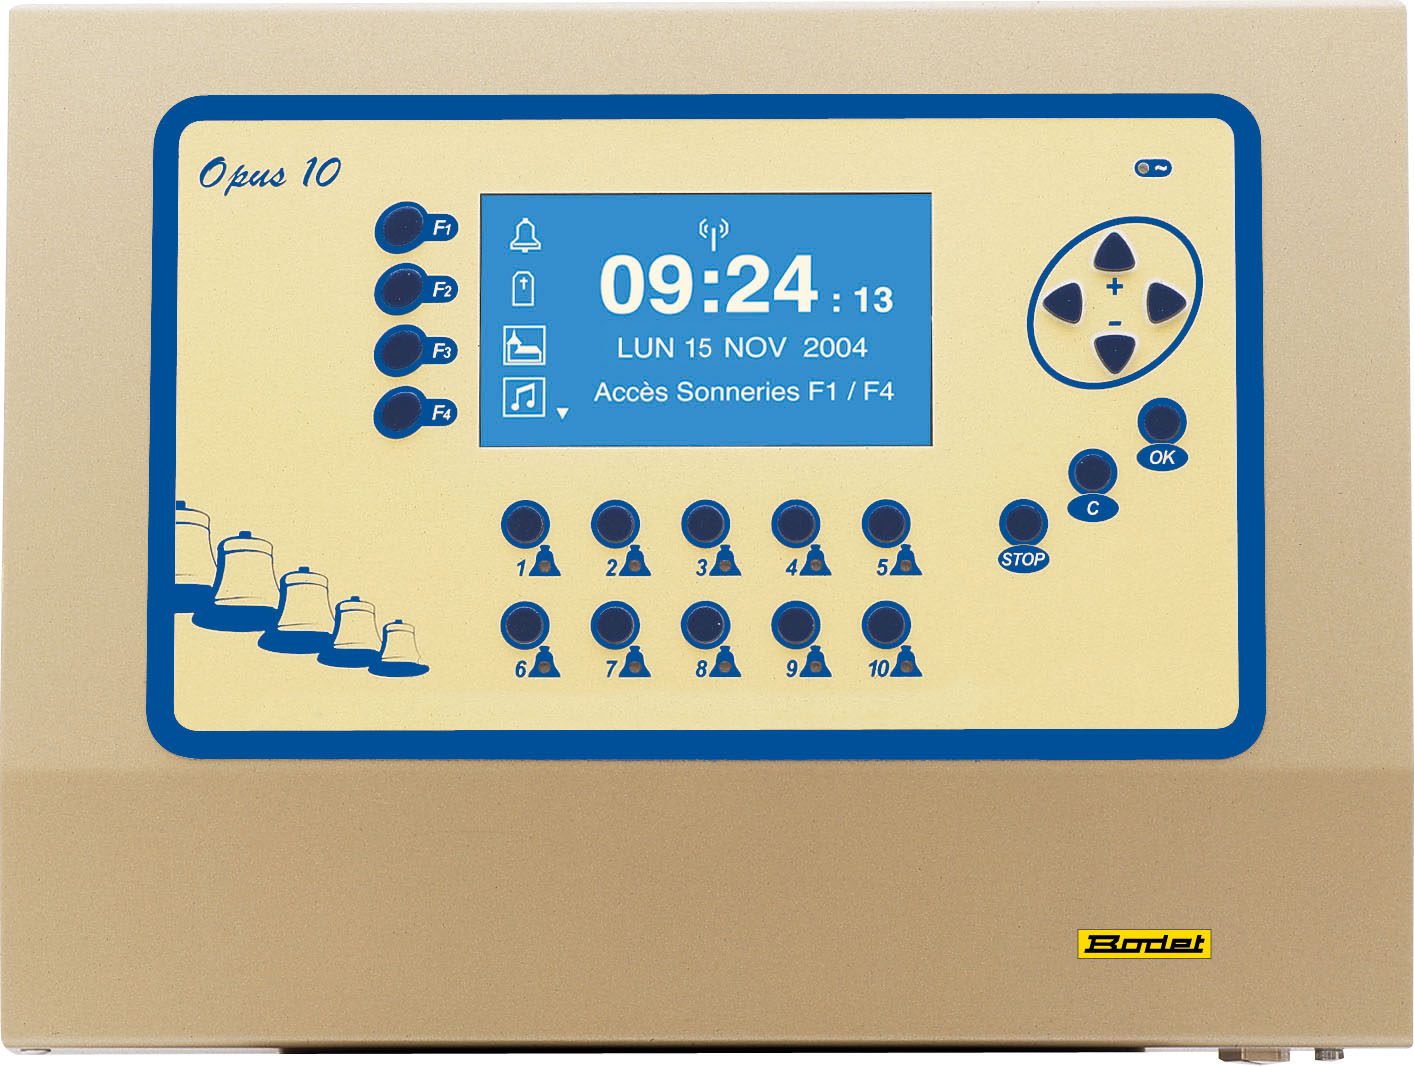 Opus 10
F1
F2
F3
F4
09:24 : 13
LUN 15 NOV 2004
Accès Sonneries F1 / F4
+
-
OK
C
STOP
1 2 3 4 5
6 7 8 9 10
Bodet